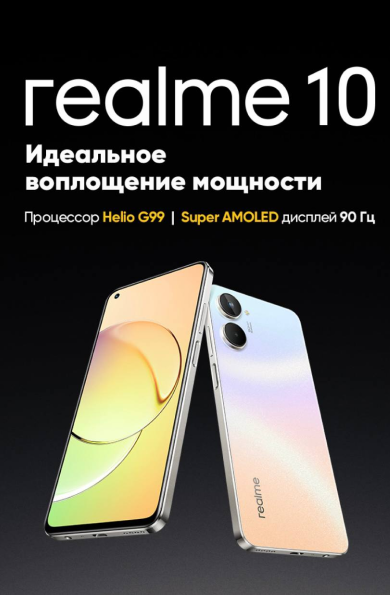 realme 10
Идеальное
воплощение мощности
Процессор Helio G99 | Super AMOLED дисплей 90 Гц
realme